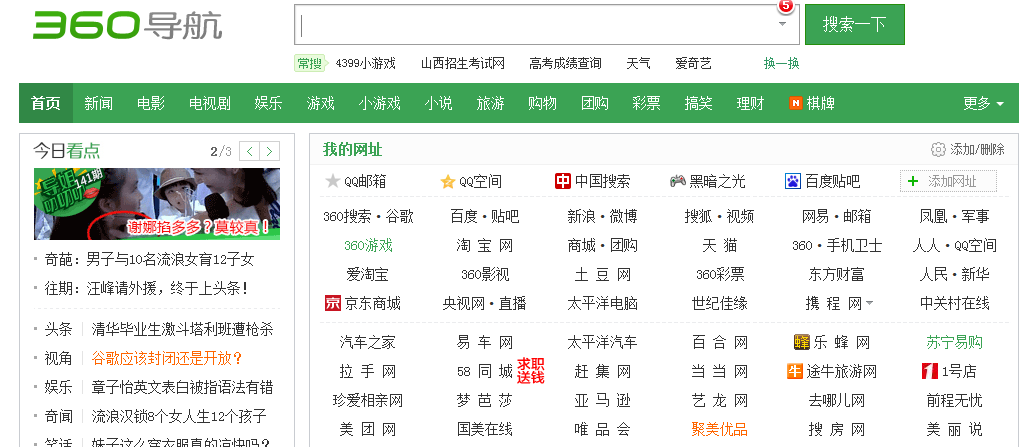 360导航
5
搜索一下
常搜 4399小游戏 山西招生考试网 高考成绩查询 天气 爱奇艺 换一换
首页 新闻 电影 电视剧 娱乐 游戏 小游戏 小说 旅游 购物 团购 彩票 搞笑 理财 N 棋牌 更多
今日看点 2/3
141期
谢娜掐多多？莫较真！
奇葩：男子与10名流浪女育12子女
往期：汪峰请外援，终于上头条！
头条 清华毕业生激斗塔利班遭枪杀
视角 谷歌应该封闭还是开放？
娱乐 章子怡英文表白被指语法有错
奇闻 流浪汉锁8个女人生12个孩子
笑话 妹子这么穿衣服真的凉快吗？
我的网址 添加/删除
QQ邮箱 QQ空间 中 中国搜索 黑暗之光 百度贴吧 + 添加网址
360搜索·谷歌 百度·贴吧 新浪·微博 搜狐·视频 网易·邮箱 凤凰·军事
360游戏 淘宝网 商城·团购 天猫 360·手机卫士 人人·QQ空间
爱淘宝 360影视 土豆网 360彩票 东方财富 人民·新华
京 京东商城 央视网·直播 太平洋电脑 世纪佳缘 携程网 中关村在线
汽车之家 易车网 太平洋汽车 百合网 蜂 乐蜂网 苏宁易购
拉手网 58同城 求职送钱 赶集网 当当网 牛 途牛旅游网 1 1号店
珍爱相亲网 梦芭莎 亚马逊 艺龙网 去哪儿网 前程无忧
美团网 国美在线 唯品会 聚美优品 搜房网 美丽说